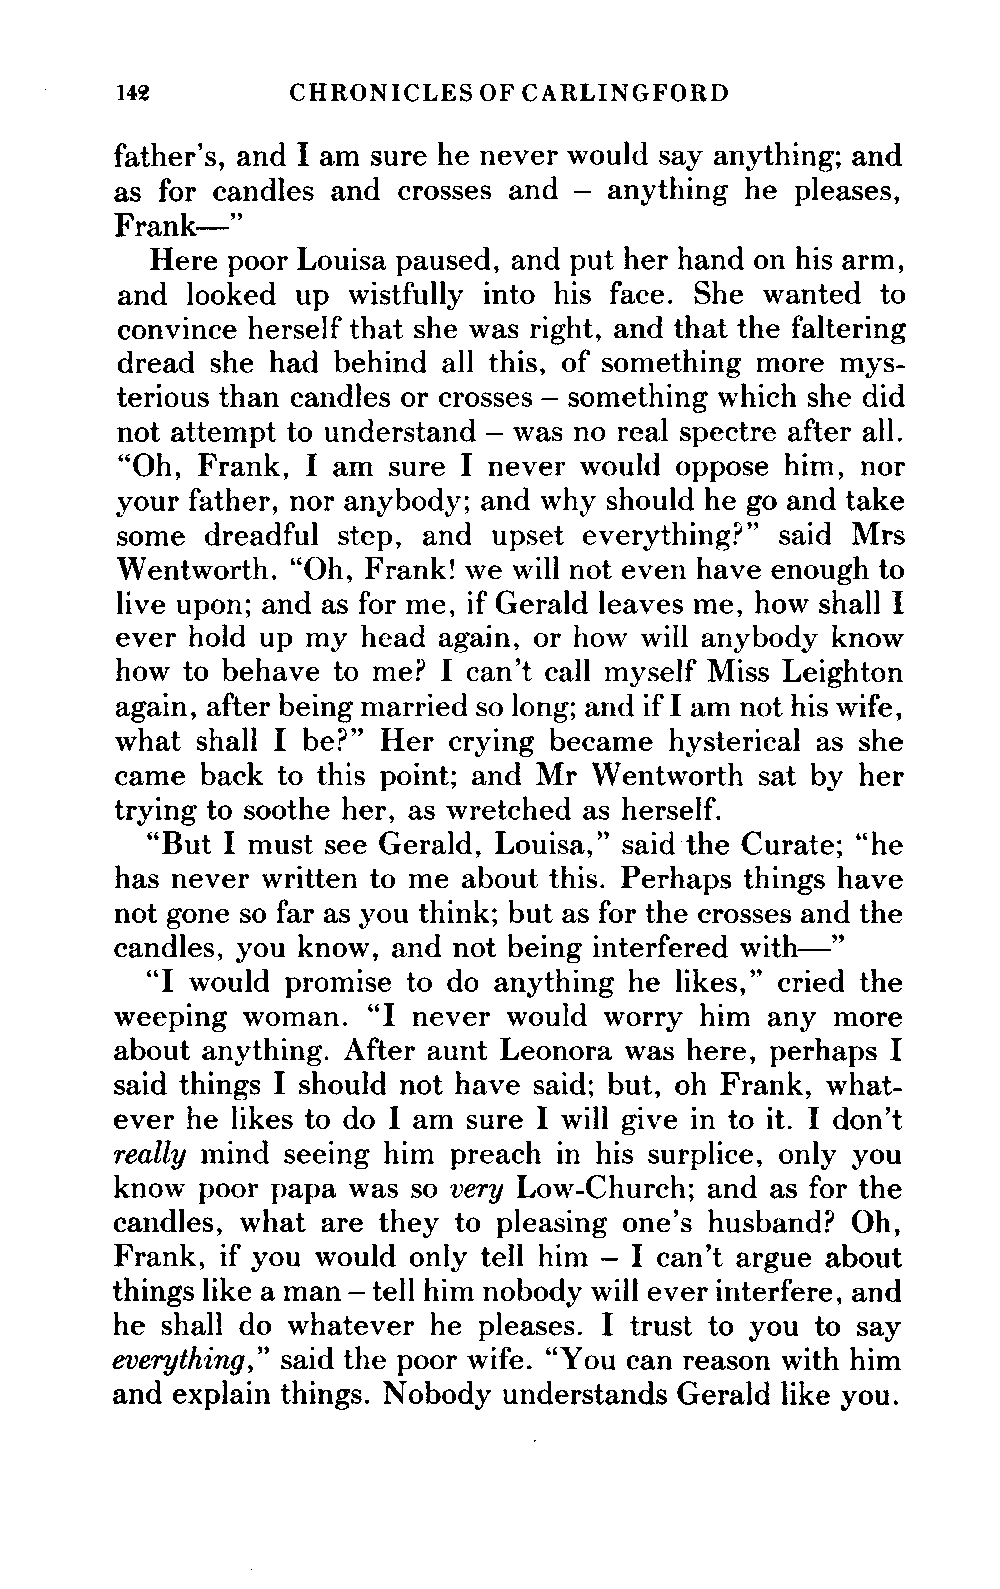 142 CHRONICLES OF CARLINGFORD
father's, and I am sure he never would say anything; and
as for candles and crosses and – anything he pleases,
Frank—”
Here poor Louisa paused, and put her hand on his arm,
and looked up wistfully into his face. She wanted to
convince herself that she was right, and that the faltering
dread she had behind all this, of something more mys-
terious than candles or crosses – something which she did
not attempt to understand – was no real spectre after all.
“Oh, Frank, I am sure I never would oppose him, nor
your father, nor anybody; and why should he go and take
some dreadful step, and upset everything?” said Mrs
Wentworth. “Oh, Frank! we will not even have enough to
live upon; and as for me, if Gerald leaves me, how shall I
ever hold up my head again, or how will anybody know
how to behave to me? I can't call myself Miss Leighton
again, after being married so long; and if I am not his wife,
what shall I be?” Her crying became hysterical as she
came back to this point; and Mr Wentworth sat by her
trying to soothe her, as wretched as herself.
“But I must see Gerald, Louisa,” said the Curate; “he
has never written to me about this. Perhaps things have
not gone so far as you think; but as for the crosses and the
candles, you know, and not being interfered with—”
“I would promise to do anything he likes,” cried the
weeping woman. “I never would worry him any more
about anything. After aunt Leonora was here, perhaps I
said things I should not have said; but, oh Frank, what-
ever he likes to do I am sure I will give in to it. I don't
really mind seeing him preach in his surplice, only you
know poor papa was so very Low-Church; and as for the
candles, what are they to pleasing one's husband? Oh,
Frank, if you would only tell him – I can't argue about
things like a man – tell him nobody will ever interfere, and
he shall do whatever he pleases. I trust to you to say
everything,” said the poor wife. “You can reason with him
and explain things. Nobody understands Gerald like you.